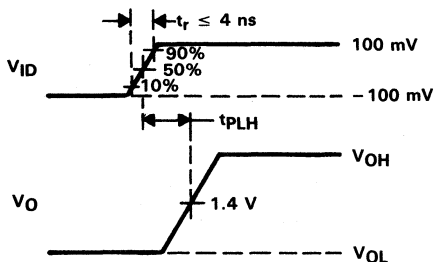 tr ≤ 4 ns
90%
100 mV
VID
50%
10%
-100 mV
tPLH
VOH
VO
1.4 V
VOL